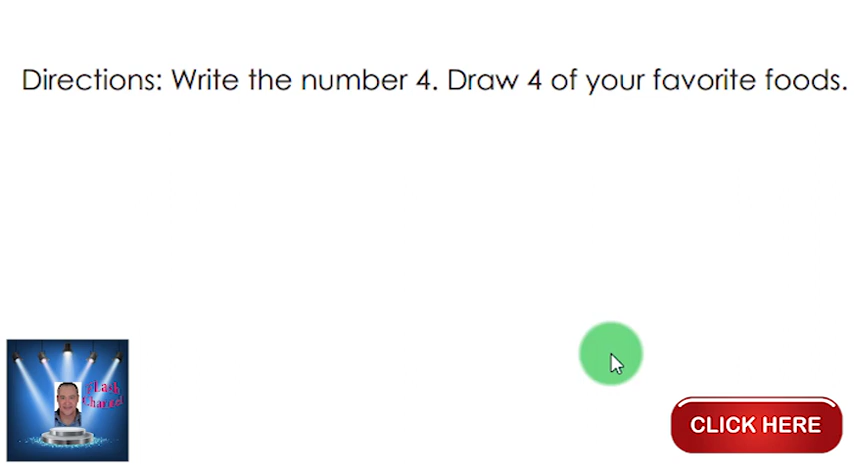 Directions: Write the number 4. Draw 4 of your favorite foods.
CLICK HERE